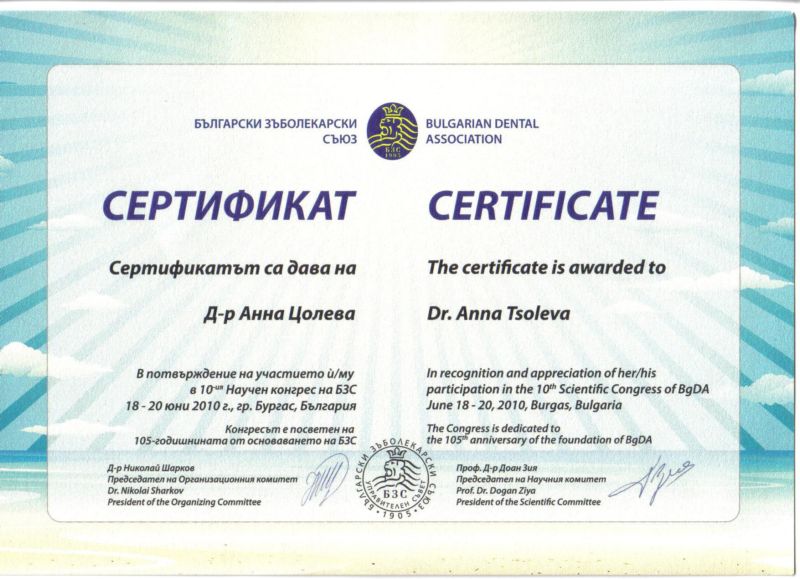 БЪЛГАРСКИ ЗЪБОЛЕКАРСКИ
СЪЮЗ
БЗС
1905
BULGARIAN DENTAL
ASSOCIATION
СЕРТИФИКАТ
Сертификатът са дава на
Д-р Анна Цолева
В потвърждение на участието ѝ/му
в 10-ия Научен конгрес на БЗС
18 - 20 юни 2010 г., гр. Бургас, България
Конгресът е посветен на
105-годишнината от основаването на БЗС
Д-р Николай Шарков
Председател на Организационния комитет
Dr. Nikolai Sharkov
President of the Organizing Committee
CERTIFICATE
The certificate is awarded to
Dr. Anna Tsoleva
In recognition and appreciation of her/his
participation in the 10th Scientific Congress of BgDA
June 18 - 20, 2010, Burgas, Bulgaria
The Congress is dedicated to
the 105th anniversary of the foundation of BgDA
БЪЛГАРСКИ ЗЪБОЛЕКАРСКИ СЪЮЗ
УПРАВИТЕЛЕН СЪВЕТ
БЗС
1905
Проф. Д-р Доан Зия
Председател на Научния комитет
Prof. Dr. Dogan Ziya
President of the Scientific Committee